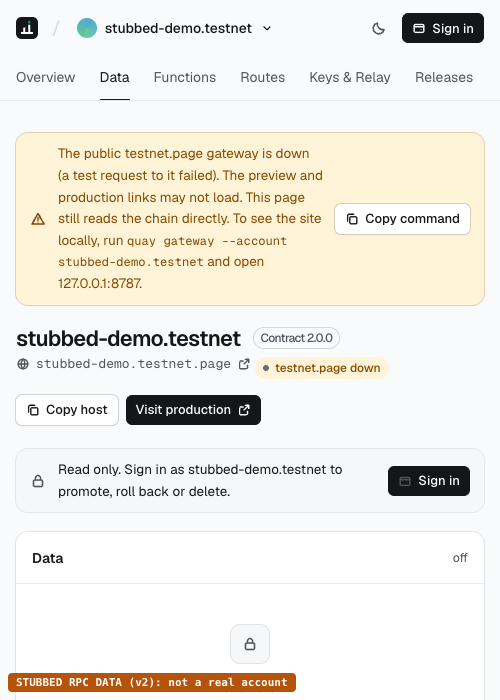 stubbed-demo.testnet
Sign in
Overview Data Functions Routes Keys & Relay Releases
The public testnet.page gateway is down
(a test request to it failed). The preview and
production links may not load. This page
still reads the chain directly. To see the site
locally, run quay gateway --account
stubbed-demo.testnet and open
127.0.0.1:8787.
Copy command
stubbed-demo.testnet
Contract 2.0.0
stubbed-demo.testnet.page
testnet.page down
Copy host
Visit production
Read only. Sign in as stubbed-demo.testnet to
promote, roll back or delete.
Sign in
Data
off
STUBBED RPC DATA (v2): not a real account